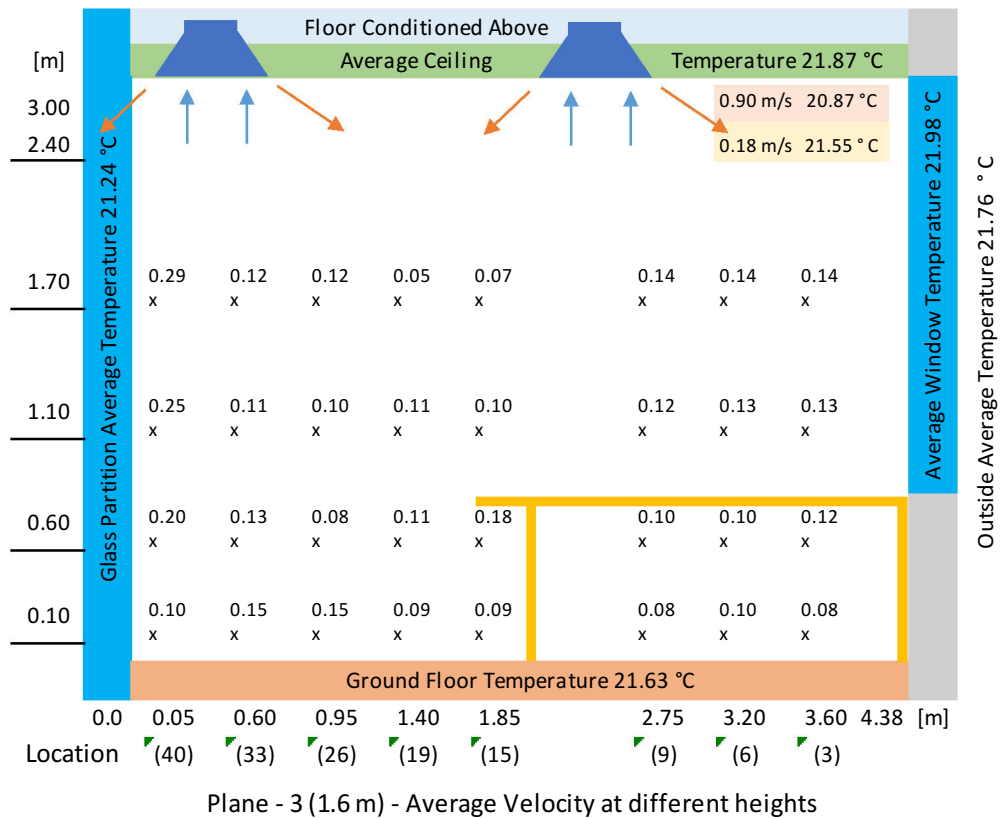 Floor Conditioned Above
[m] Average Ceiling Temperature 21.87 °C
3.00 0.90 m/s 20.87 °C
2.40 0.18 m/s 21.55 ° C
Glass Partition Average Temperature 21.24 °C
Average Window Temperature 21.98 °C
Outside Average Temperature 21.76 ° C
1.70 0.29 0.12 0.12 0.05 0.07 0.14 0.14 0.14
x x x x x x x x
1.10 0.25 0.11 0.10 0.11 0.10 0.12 0.13 0.13
x x x x x x x x
0.60 0.20 0.13 0.08 0.11 0.18 0.10 0.10 0.12
x x x x x x x x
0.10 0.10 0.15 0.15 0.09 0.09 0.08 0.10 0.08
x x x x x x x x
Ground Floor Temperature 21.63 °C
0.0 0.05 0.60 0.95 1.40 1.85 2.75 3.20 3.60 4.38 [m]
Location (40) (33) (26) (19) (15) (9) (6) (3)
Plane - 3 (1.6 m) - Average Velocity at different heights